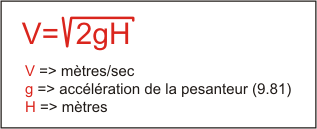 V=√2gH
V => mètres/sec
g => accélération de la pesanteur (9.81)
H => mètres